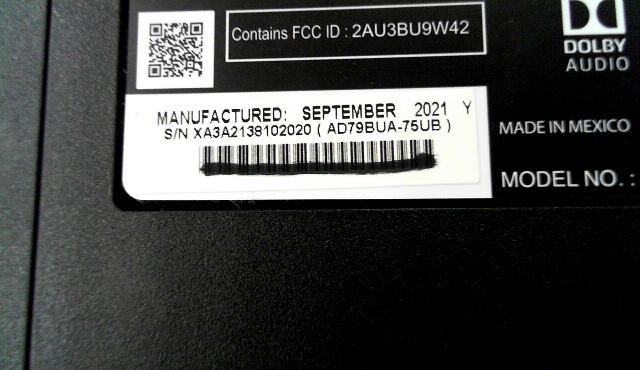 Contains FCC ID : 2AU3BU9W42
DOLBY
AUDIO
MANUFACTURED: SEPTEMBER 2021 Y
S/N XA3A2138102020 ( AD79BUA-75UB )
MADE IN MEXICO
MODEL NO. :